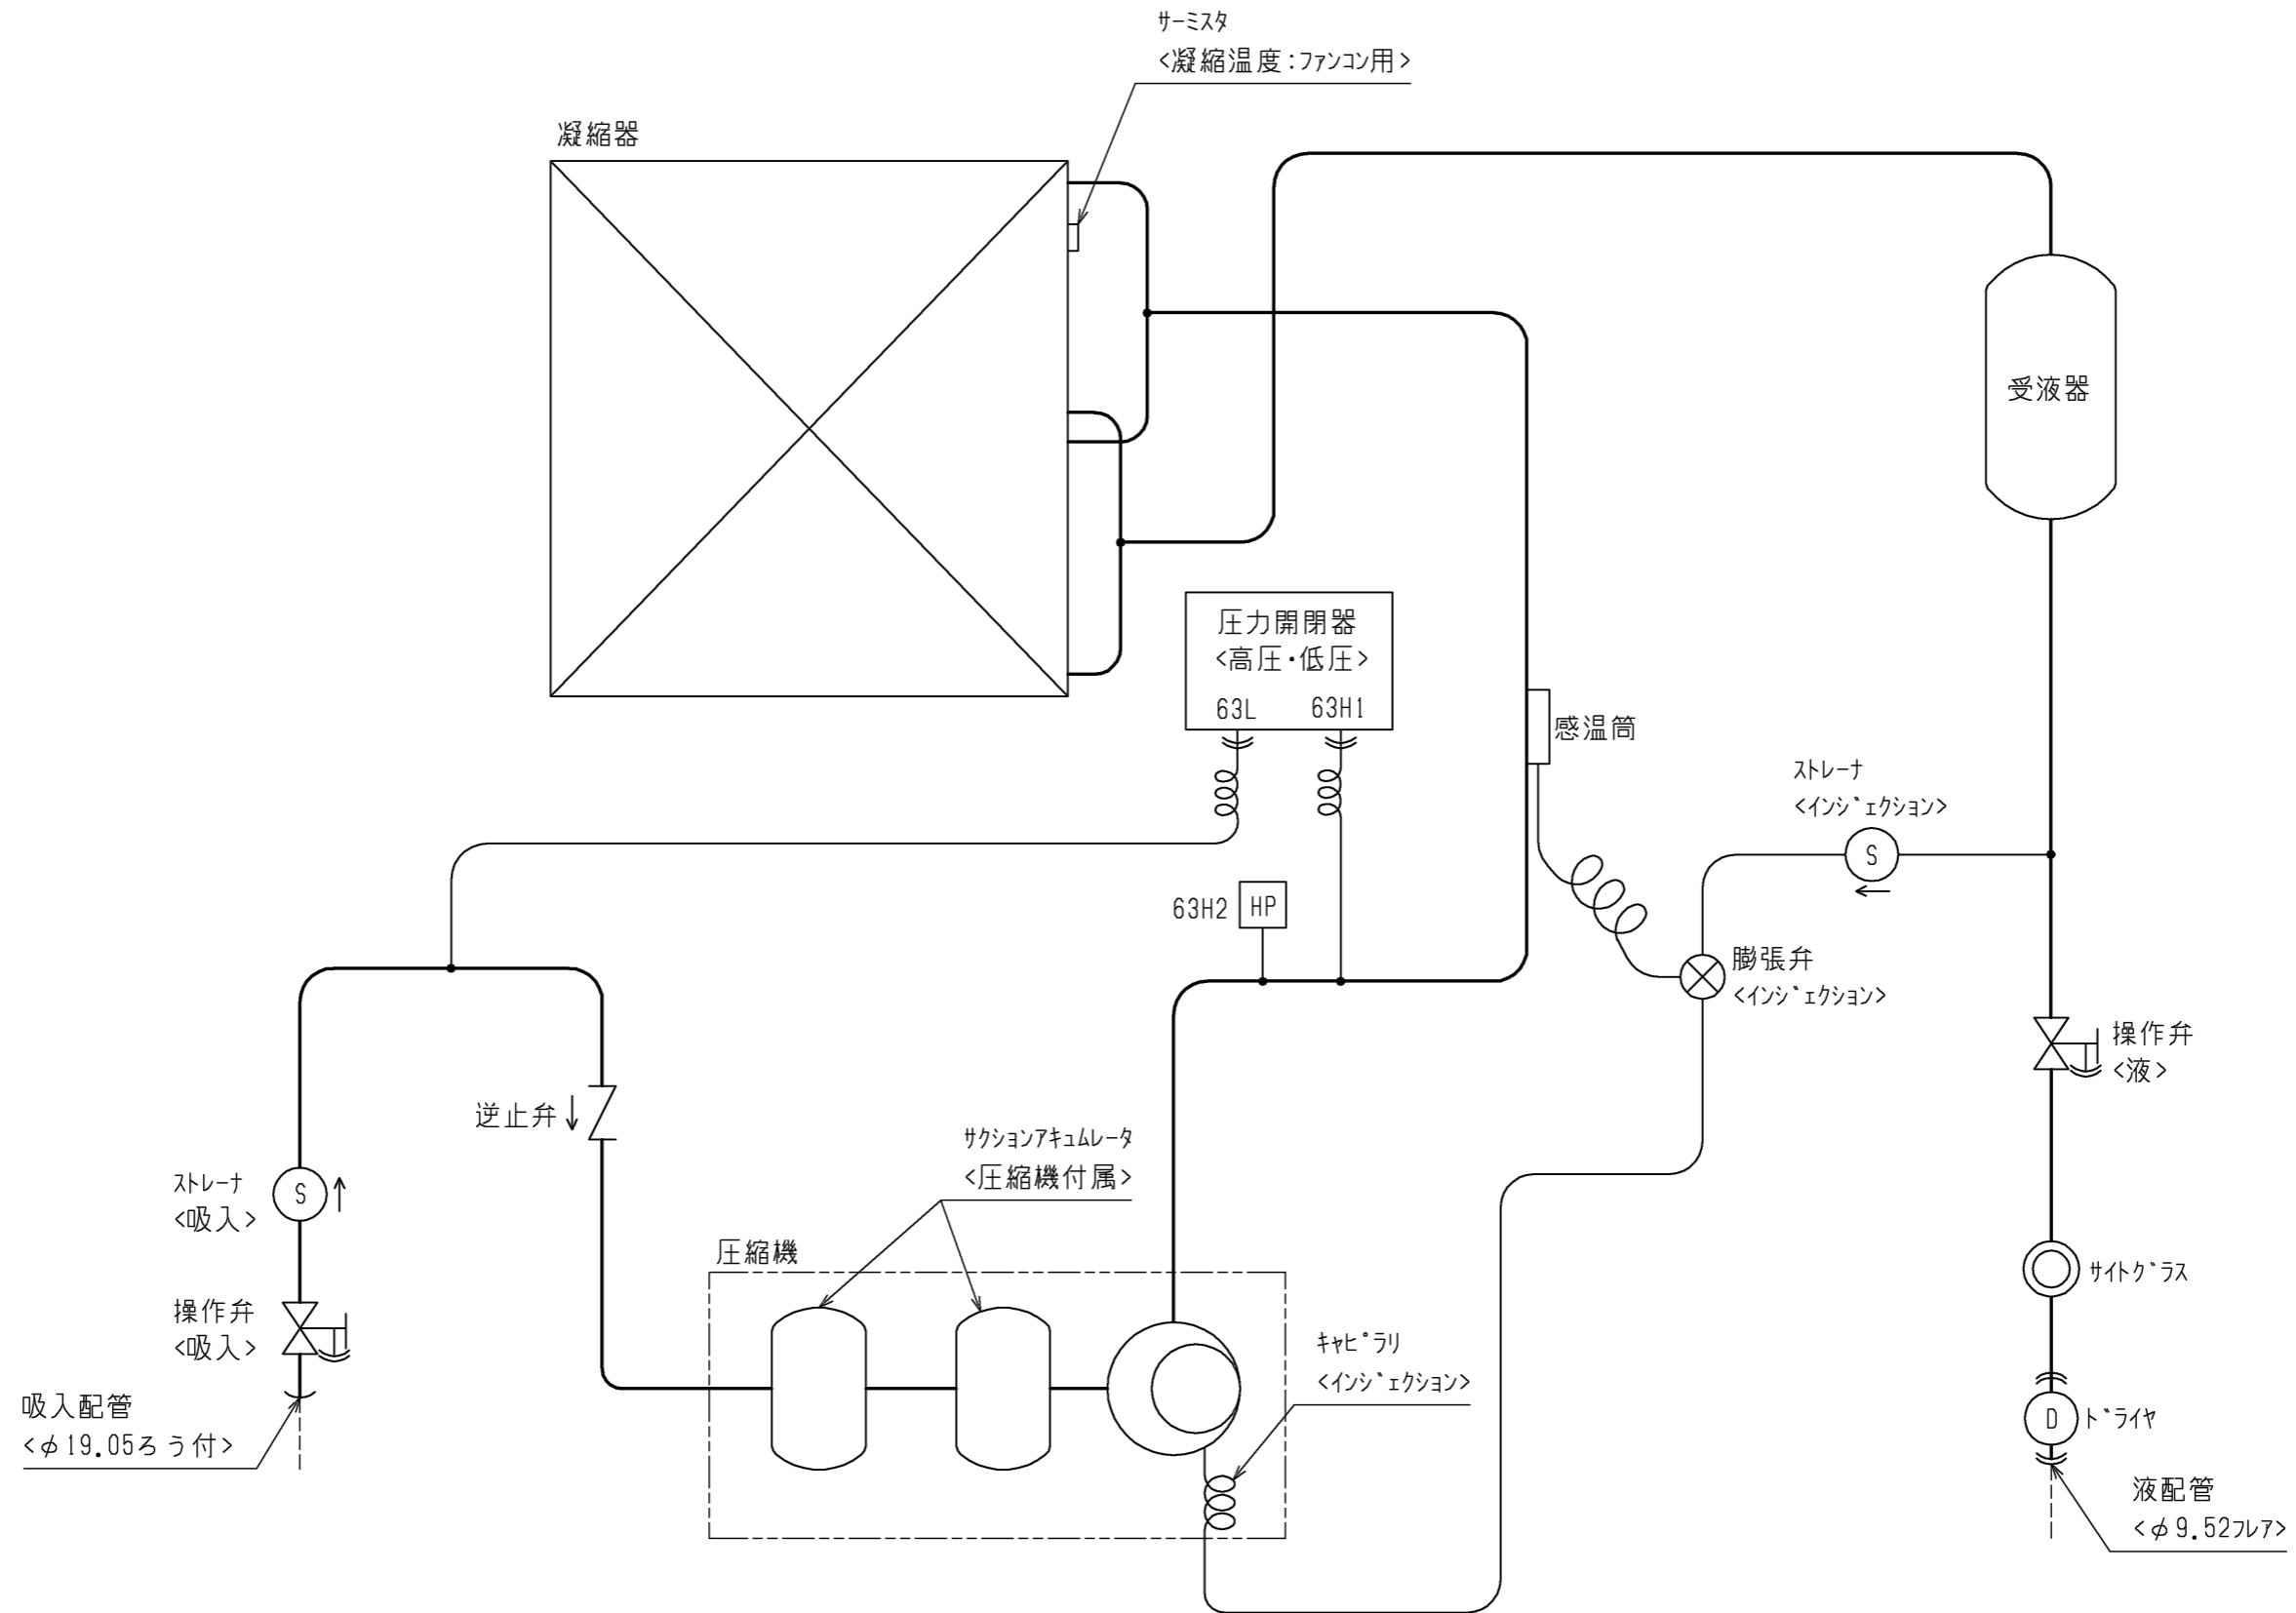 サーミスタ
<凝縮温度:ファンコン用>
凝縮器
受液器
圧力開閉器
<高圧・低圧>
63L 63H1
感温筒
ストレーナ
<インジェクション>
S
63H2 HP
膨張弁
<インジェクション>
操作弁
<液>
逆止弁
サクションアキュムレータ
<圧縮機付属>
ストレーナ
<吸入>
S
圧縮機
サイトグラス
操作弁
<吸入>
キャピラリ
<インジェクション>
吸入配管
<φ19.05ろう付>
D ドライヤ
液配管
<φ9.52フレア>